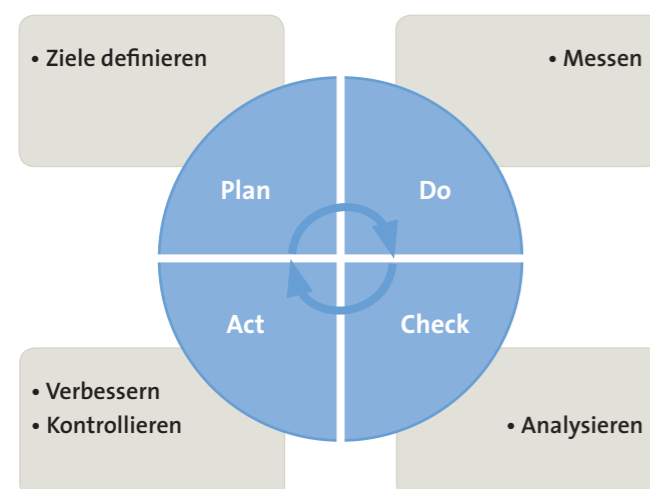 • Ziele definieren
• Messen
Plan
Do
Act
Check
• Verbessern
• Kontrollieren
• Analysieren